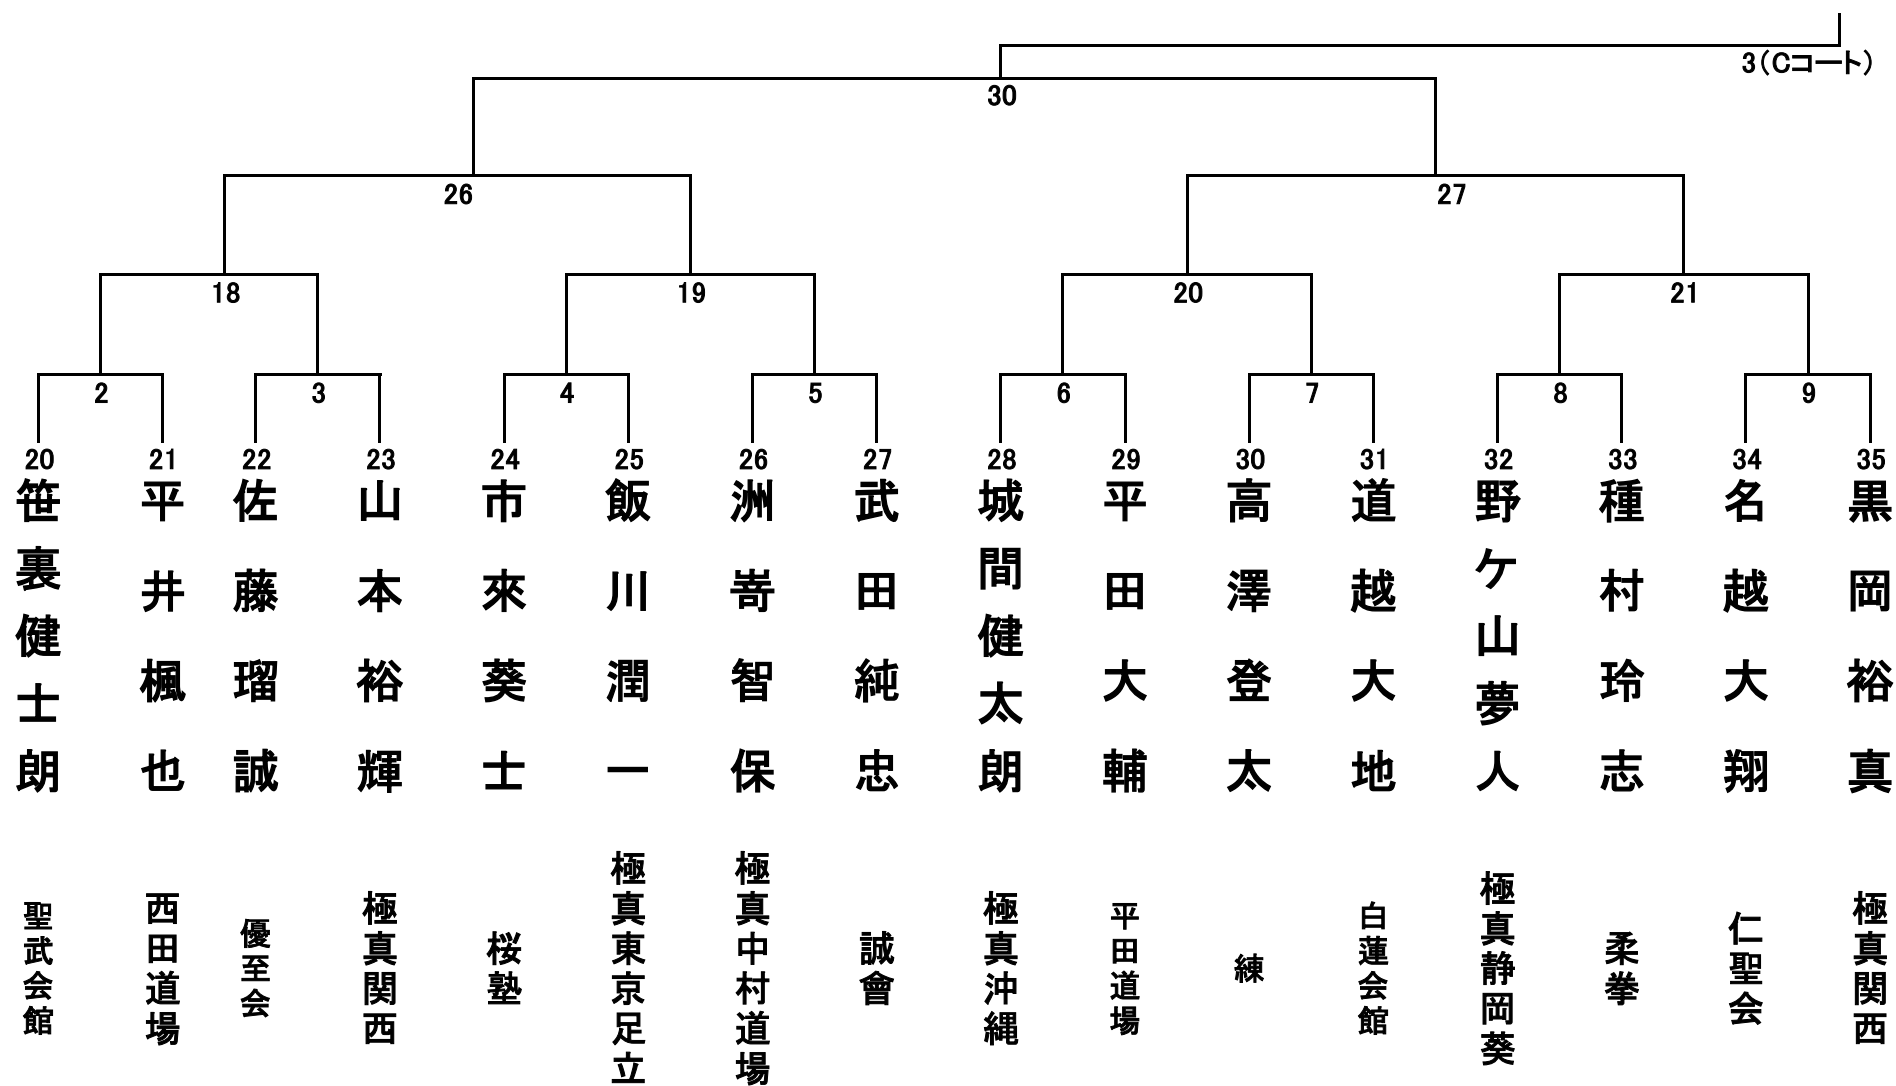 3（Cコート）
30
26
27
18
19
20
21
2
3
4
5
6
7
8
9
20
笹裏健士朗
聖武会館
21
平井楓也
西田道場
22
佐藤瑠誠
優至会
23
山本裕輝
極真関西
24
市來葵士
桜塾
25
飯川潤一
極真東京足立
26
洲嵜智保
極真中村道場
27
武田純忠
誠會
28
城間健太朗
極真沖縄
29
平田大輔
平田道場
30
高澤登太
練
31
道越大地
白蓮会館
32
野ケ山夢人
極真静岡葵
33
種村玲志
柔拳
34
名越大翔
仁聖会
35
黒岡裕真
極真関西